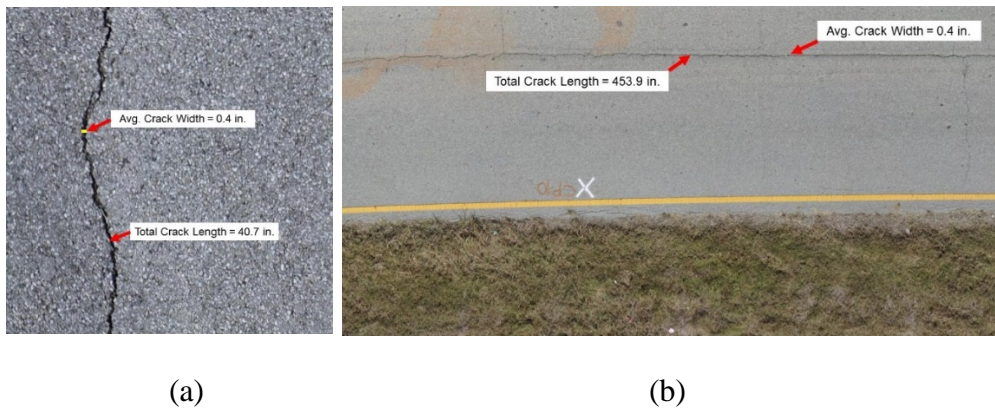 Avg. Crack Width = 0.4 in.
Total Crack Length = 40.7 in.
Avg. Crack Width = 0.4 in.
Total Crack Length = 453.9 in.
X
(a)
(b)